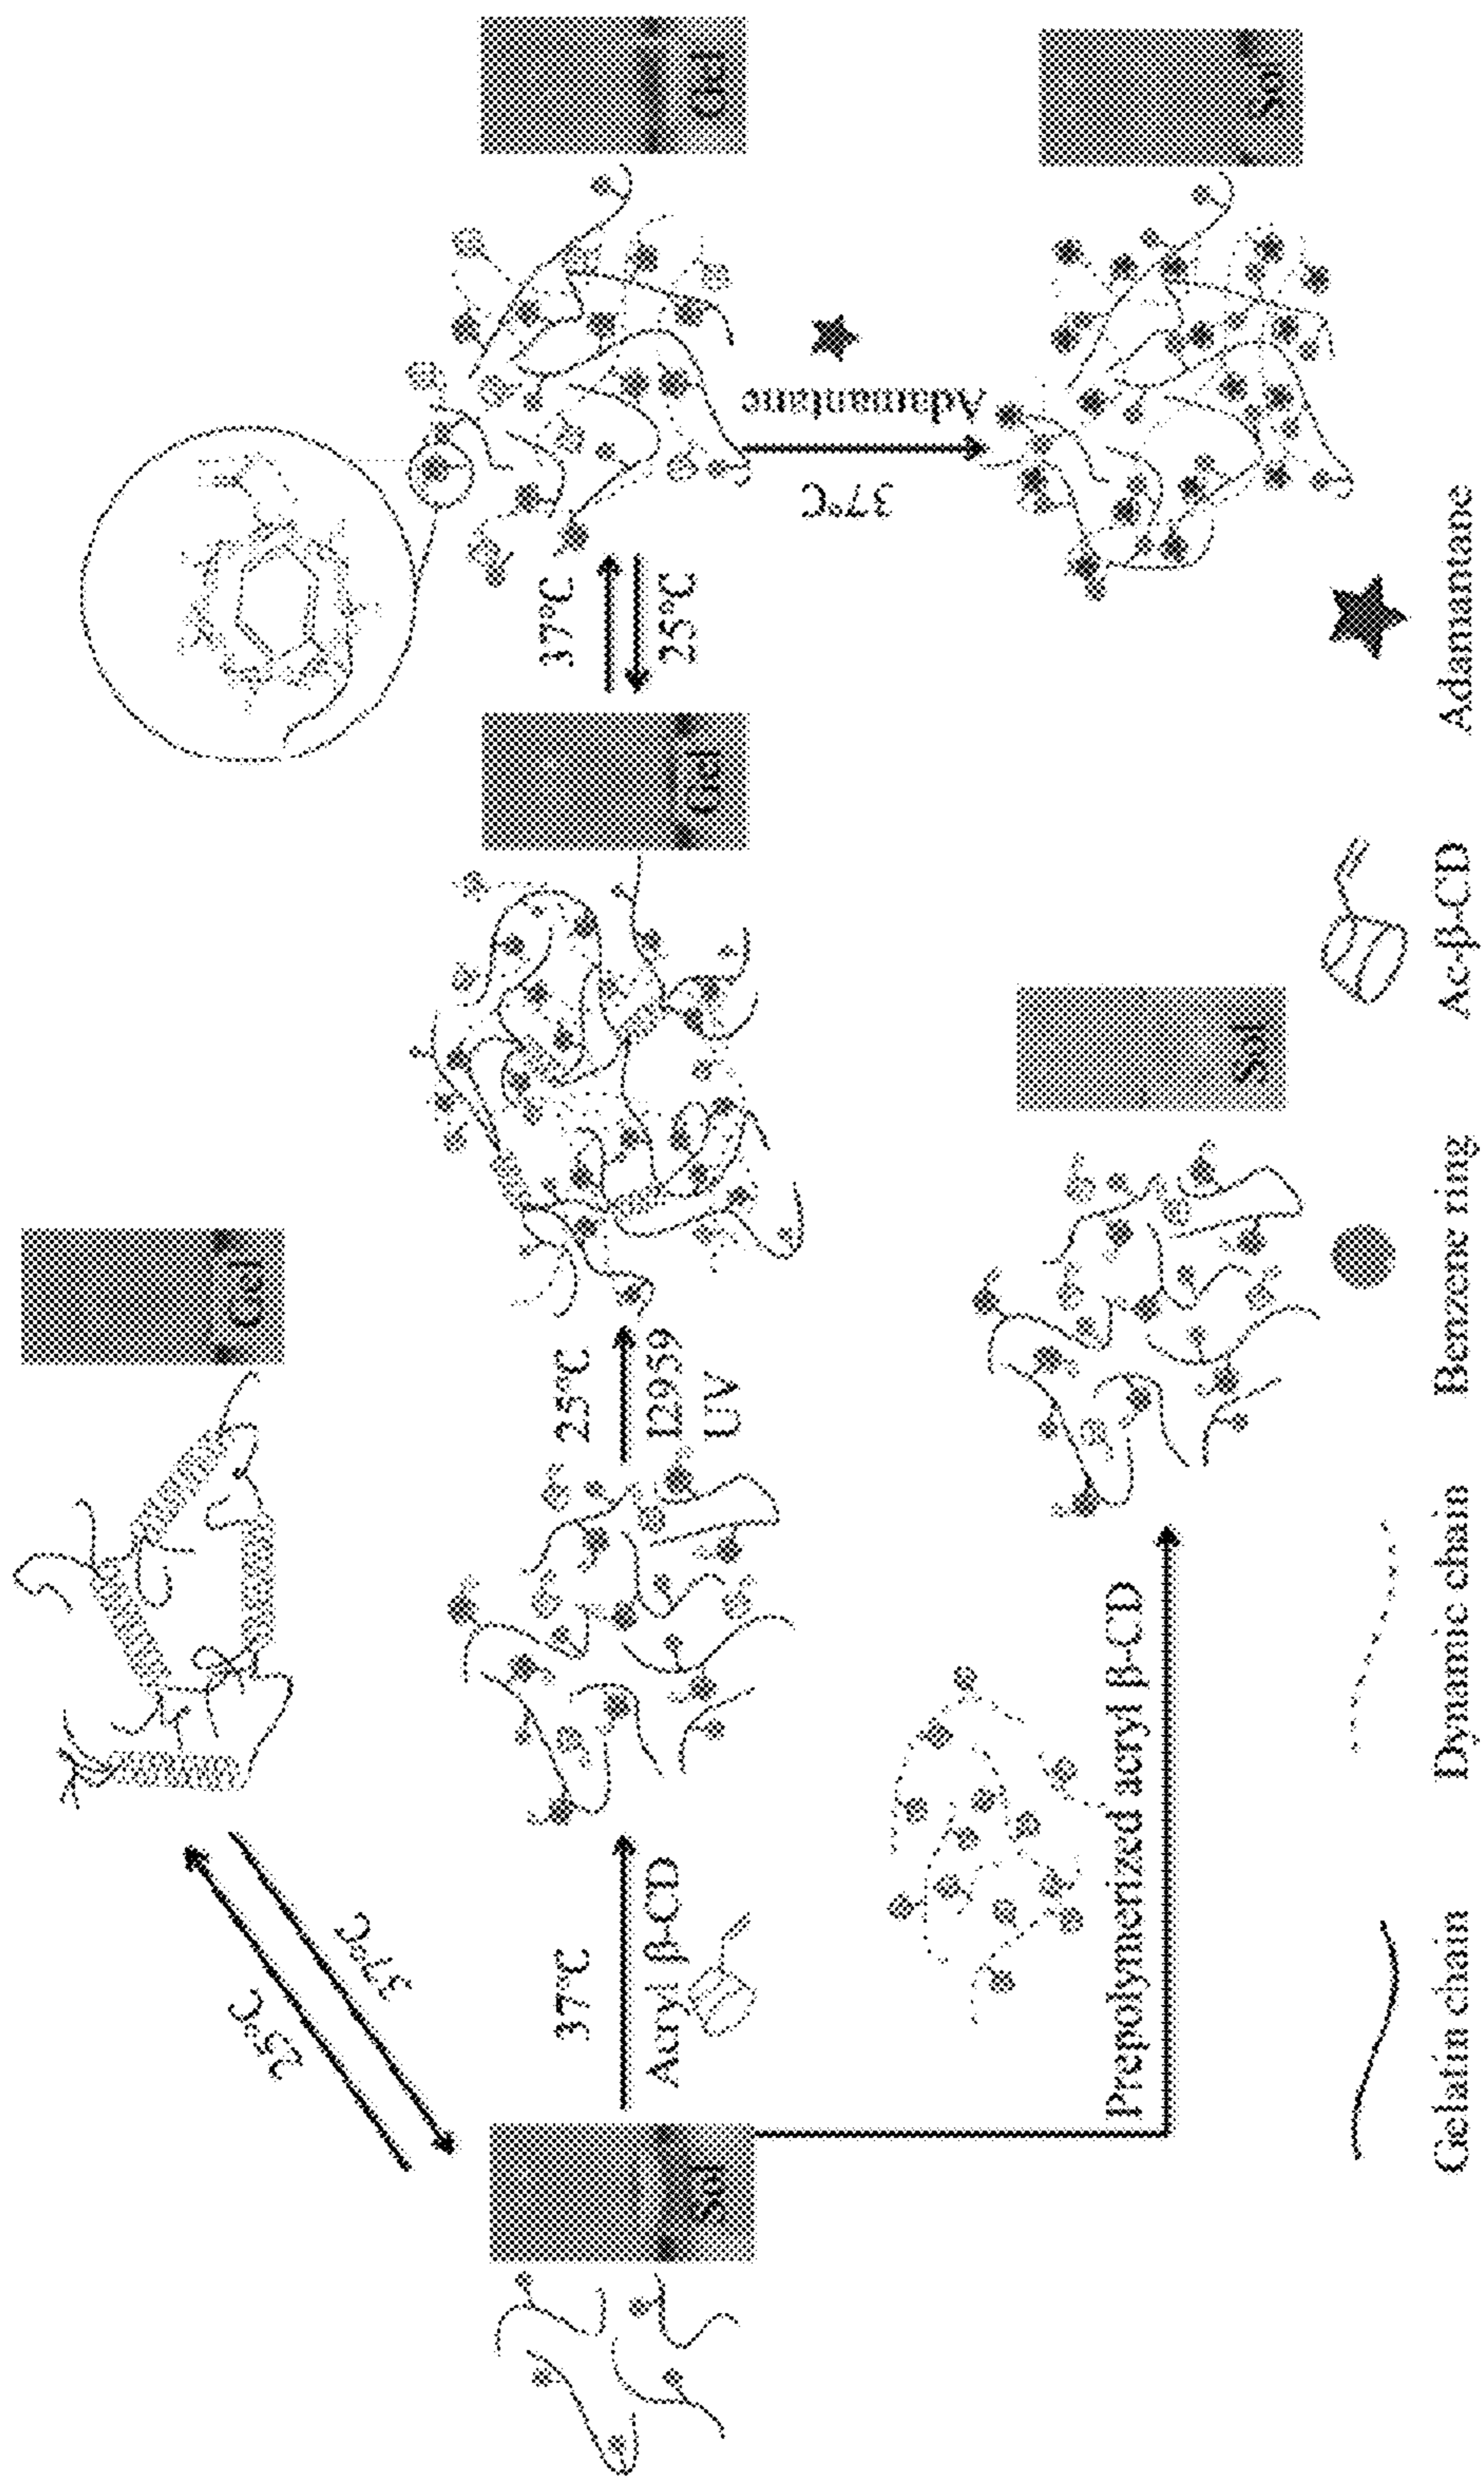 Gel
25°C
37°C
Sol
37°C
Acryl β-CD
25°C
I2959
UV
Gel
37°C
25°C
Gel
37°C
Adamantane
Sol
Prepolymerized acryl β-CD
Sol
Gelatin chain
Dynamic chain
Benzene ring
Ac-β-CD
Adamantane